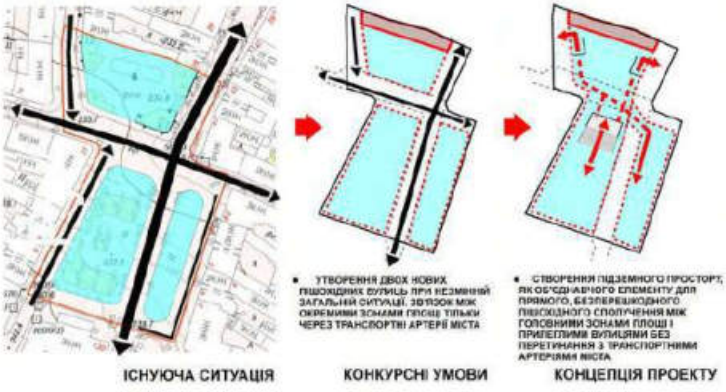 УТВОРЕННЯ ДВОХ НОВИХ
ПІШОХІДНИХ ВУЛИЦЬ ПРИ НЕЗМІННІЙ
ЗАГАЛЬНІЙ СИТУАЦІЇ. ЗВ'ЯЗОК МІЖ
ОКРЕМИМИ ЗОНАМИ ПЛОЩІ ТІЛЬКИ
ЧЕРЕЗ ТРАНСПОРТНІ АРТЕРІЇ МІСТА
СТВОРЕННЯ ПІДЗЕМНОГО ПРОСТОРУ,
ЯК ОБ'ЄДНАВЧОГО ЕЛЕМЕНТУ ДЛЯ
ПРЯМОГО, БЕЗПЕРЕШКОДНОГО
ПІШОХІДНОГО СПОЛУЧЕННЯ МІЖ
ГОЛОВНИМИ ЗОНАМИ ПЛОЩІ І
ПРИЛЕГЛИМИ ВУЛИЦЯМИ БЕЗ
ПЕРЕТИНАННЯ З ТРАНСПОРТНИМИ
АРТЕРІЯМИ МІСТА
ІСНУЮЧА СИТУАЦІЯ
КОНКУРСНІ УМОВИ
КОНЦЕПЦІЯ ПРОЕКТУ